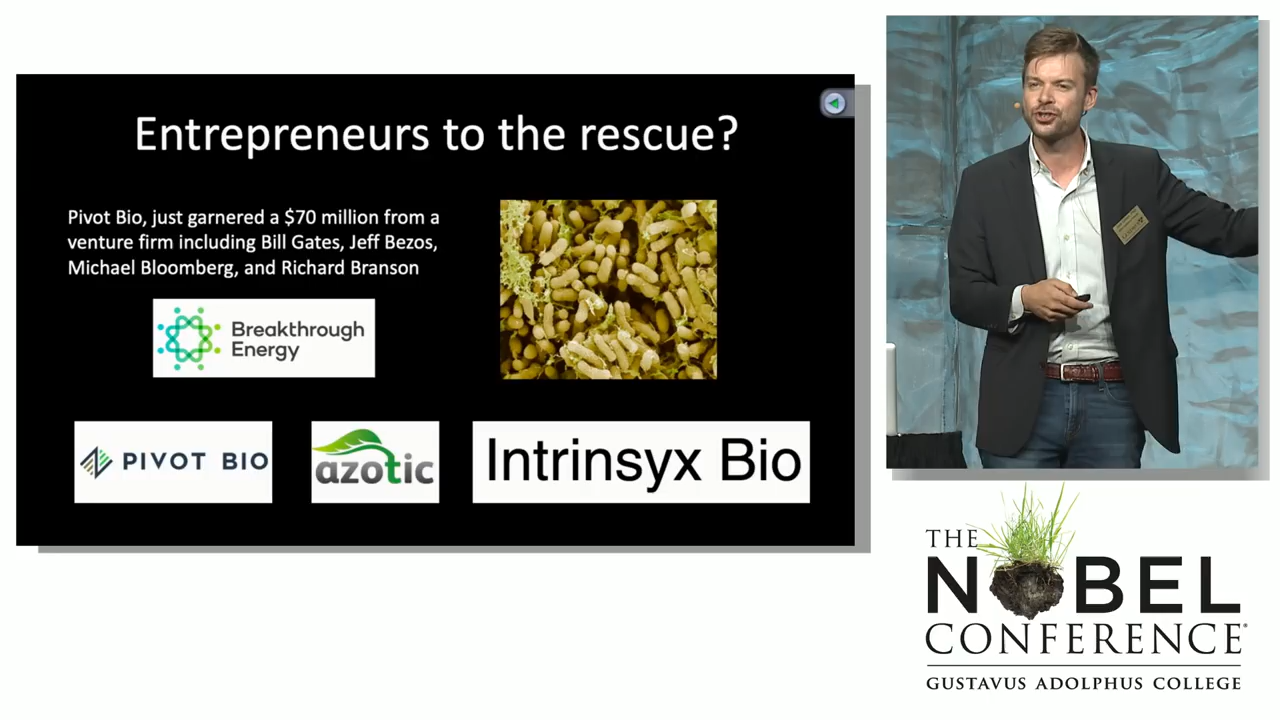 Entrepreneurs to the rescue?
Pivot Bio, just garnered a $70 million from a
venture firm including Bill Gates, Jeff Bezos,
Michael Bloomberg, and Richard Branson
Breakthrough
Energy
PIVOT BIO
azotic
Intrinsyx Bio
THE
NOBEL
CONFERENCE®
GUSTAVUS ADOLPHUS COLLEGE